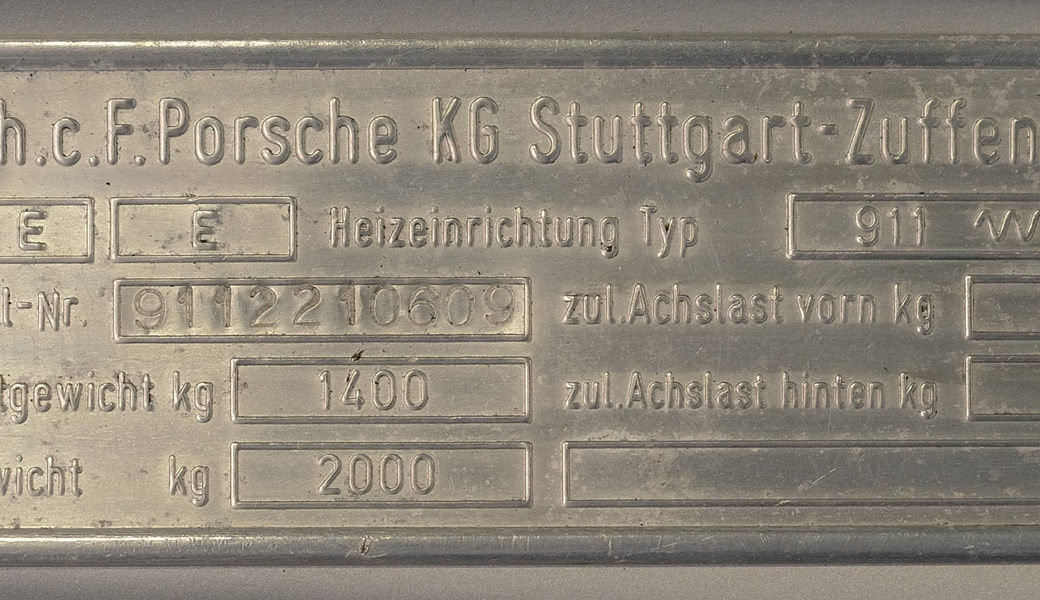 h.c.F.Porsche KG Stuttgart-Zuffen
E E Heizeinrichtung Typ 911
t-Nr. 9112210609 zul.Achslast vorn kg
tgewicht kg 1400 zul.Achslast hinten kg
wicht kg 2000